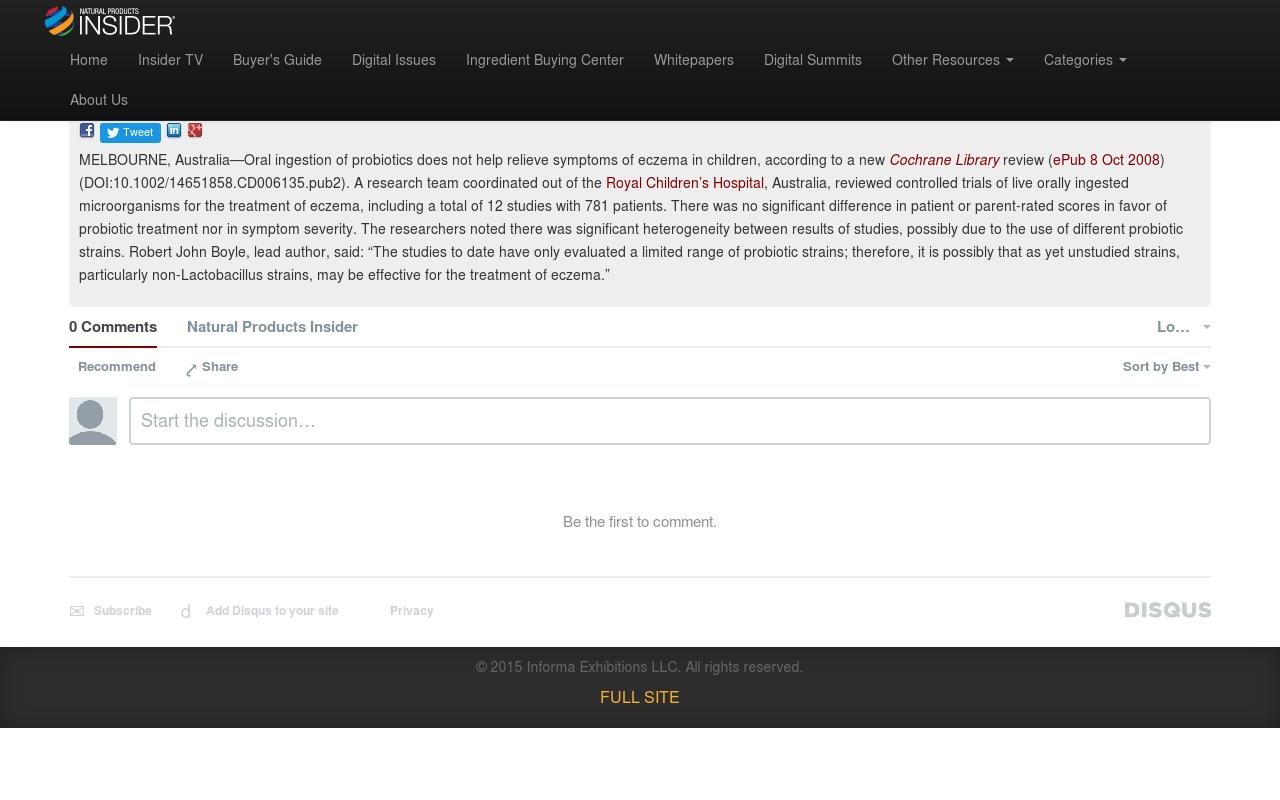 NATURAL PRODUCTS
INSIDER
Home Insider TV Buyer's Guide Digital Issues Ingredient Buying Center Whitepapers Digital Summits Other Resources Categories
About Us
Tweet
MELBOURNE, Australia—Oral ingestion of probiotics does not help relieve symptoms of eczema in children, according to a new Cochrane Library review (ePub 8 Oct 2008)
(DOI:10.1002/14651858.CD006135.pub2). A research team coordinated out of the Royal Children’s Hospital, Australia, reviewed controlled trials of live orally ingested
microorganisms for the treatment of eczema, including a total of 12 studies with 781 patients. There was no significant difference in patient or parent-rated scores in favor of
probiotic treatment nor in symptom severity. The researchers noted there was significant heterogeneity between results of studies, possibly due to the use of different probiotic
strains. Robert John Boyle, lead author, said: “The studies to date have only evaluated a limited range of probiotic strains; therefore, it is possibly that as yet unstudied strains,
particularly non-Lactobacillus strains, may be effective for the treatment of eczema.”
0 Comments Natural Products Insider Lo…
Recommend Share Sort by Best
Start the discussion…
Be the first to comment.
Subscribe d Add Disqus to your site Privacy DISQUS
© 2015 Informa Exhibitions LLC. All rights reserved.
FULL SITE